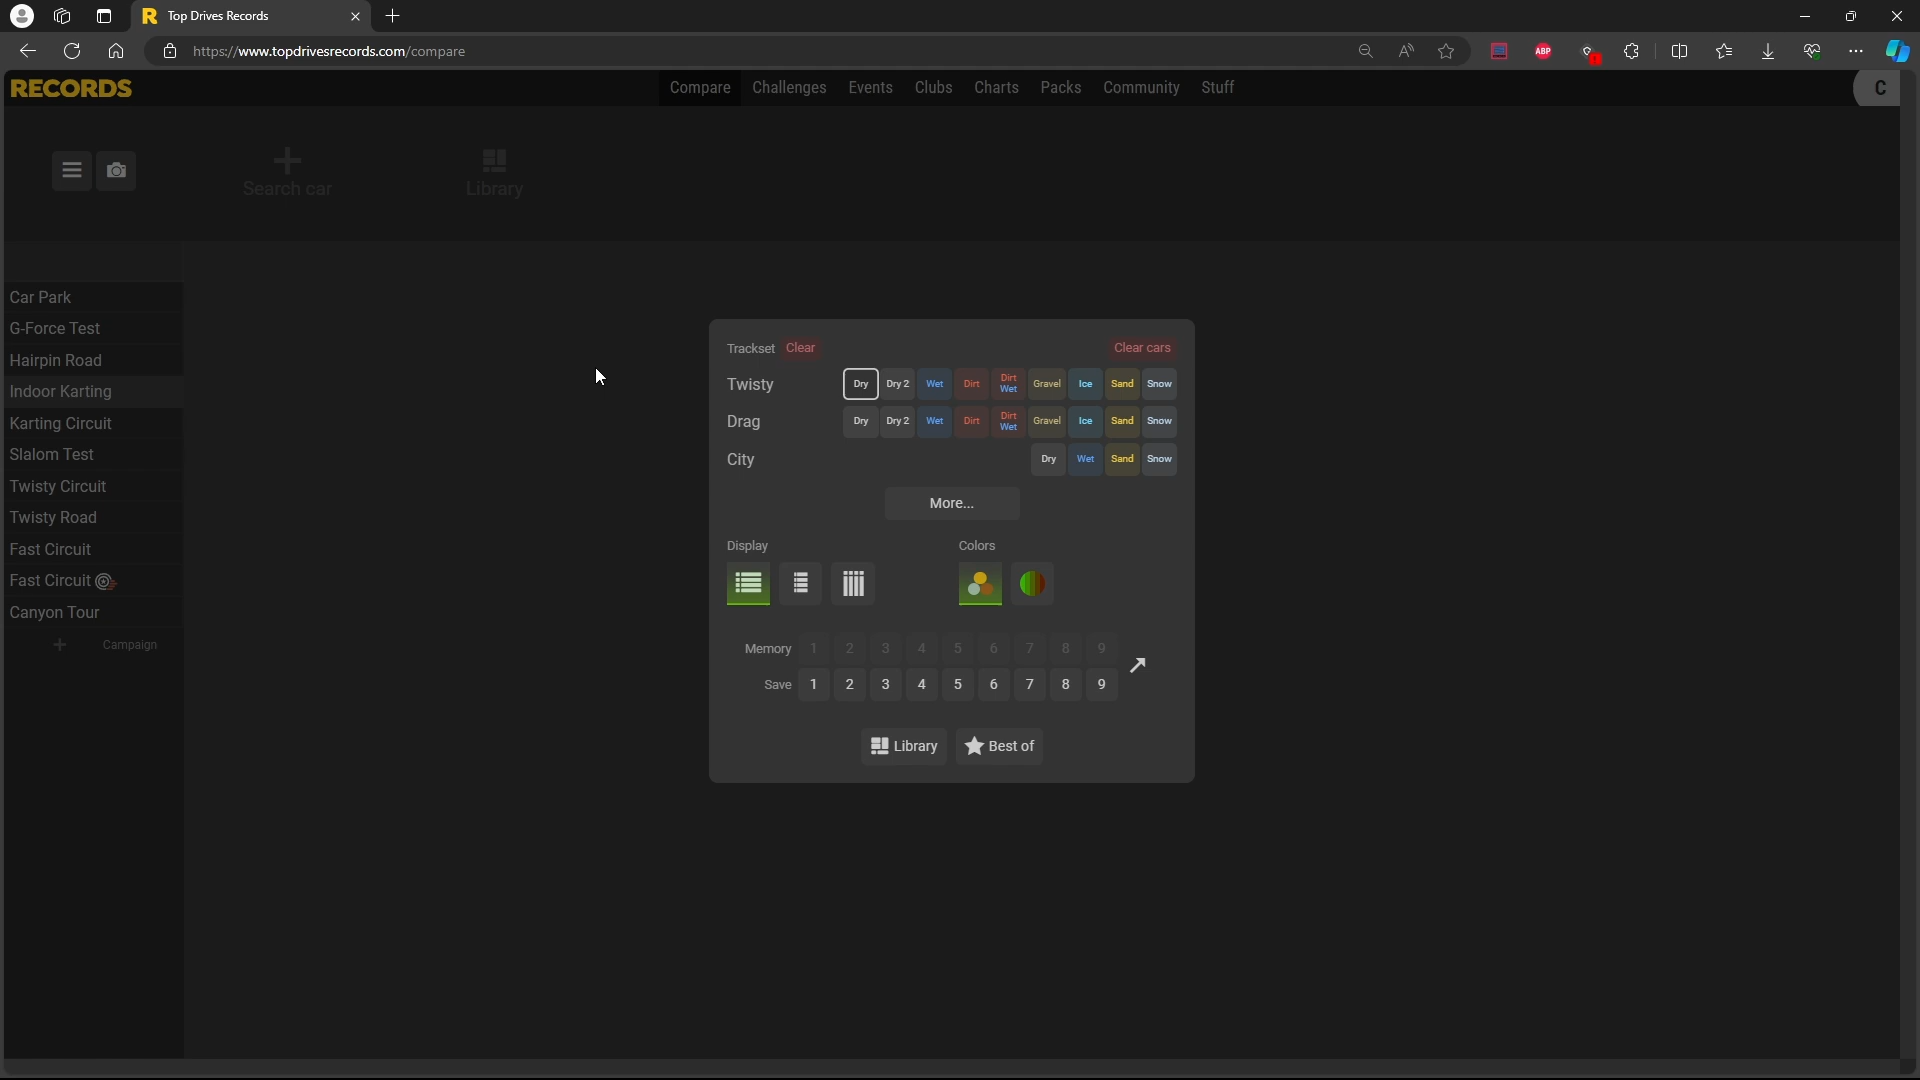 Top Drives Records
https://www.topdrivesrecords.com/compare
ABP
RECORDS
Compare Challenges Events Clubs Charts Packs Community Stuff
C
Search car
Library
Car Park
G-Force Test
Hairpin Road
Indoor Karting
Karting Circuit
Slalom Test
Twisty Circuit
Twisty Road
Fast Circuit
Fast Circuit
Canyon Tour
Campaign
Trackset Clear Clear cars
Twisty Dry Dry 2 Wet Dirt Dirt Wet Gravel Ice Sand Snow
Drag Dry Dry 2 Wet Dirt Dirt Wet Gravel Ice Sand Snow
City Dry Wet Sand Snow
More...
Display Colors
Memory 1 2 3 4 5 6 7 8 9
Save 1 2 3 4 5 6 7 8 9
Library Best of